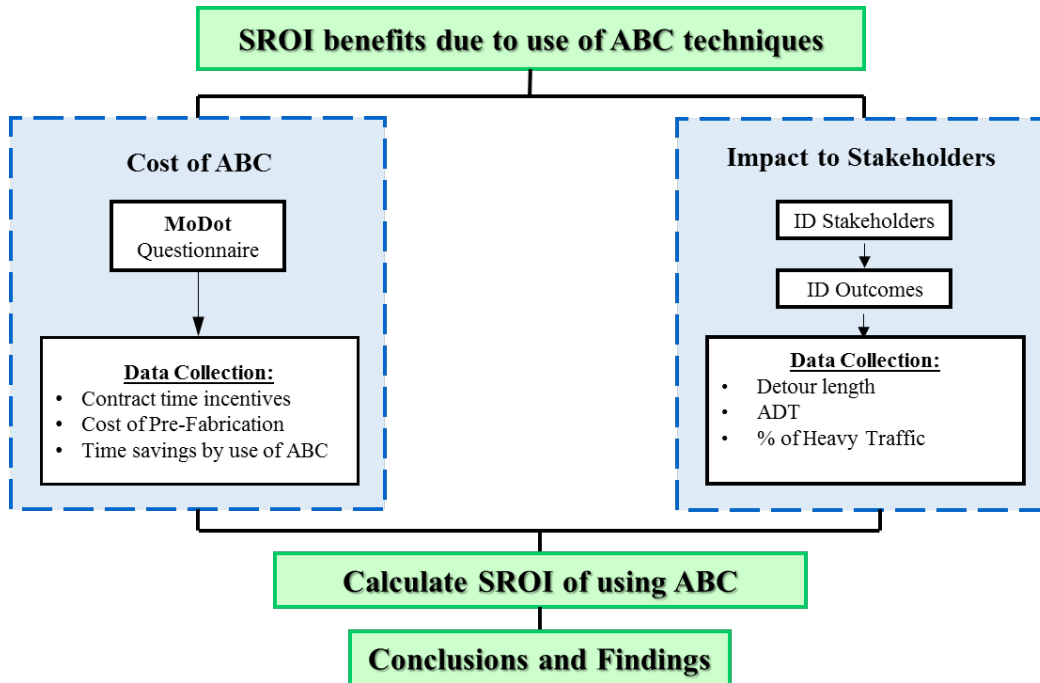 SROI benefits due to use of ABC techniques
Cost of ABC
MoDot
Questionnaire
Data Collection:
• Contract time incentives
• Cost of Pre-Fabrication
• Time savings by use of ABC
Impact to Stakeholders
ID Stakeholders
ID Outcomes
Data Collection:
• Detour length
• ADT
• % of Heavy Traffic
Calculate SROI of using ABC
Conclusions and Findings